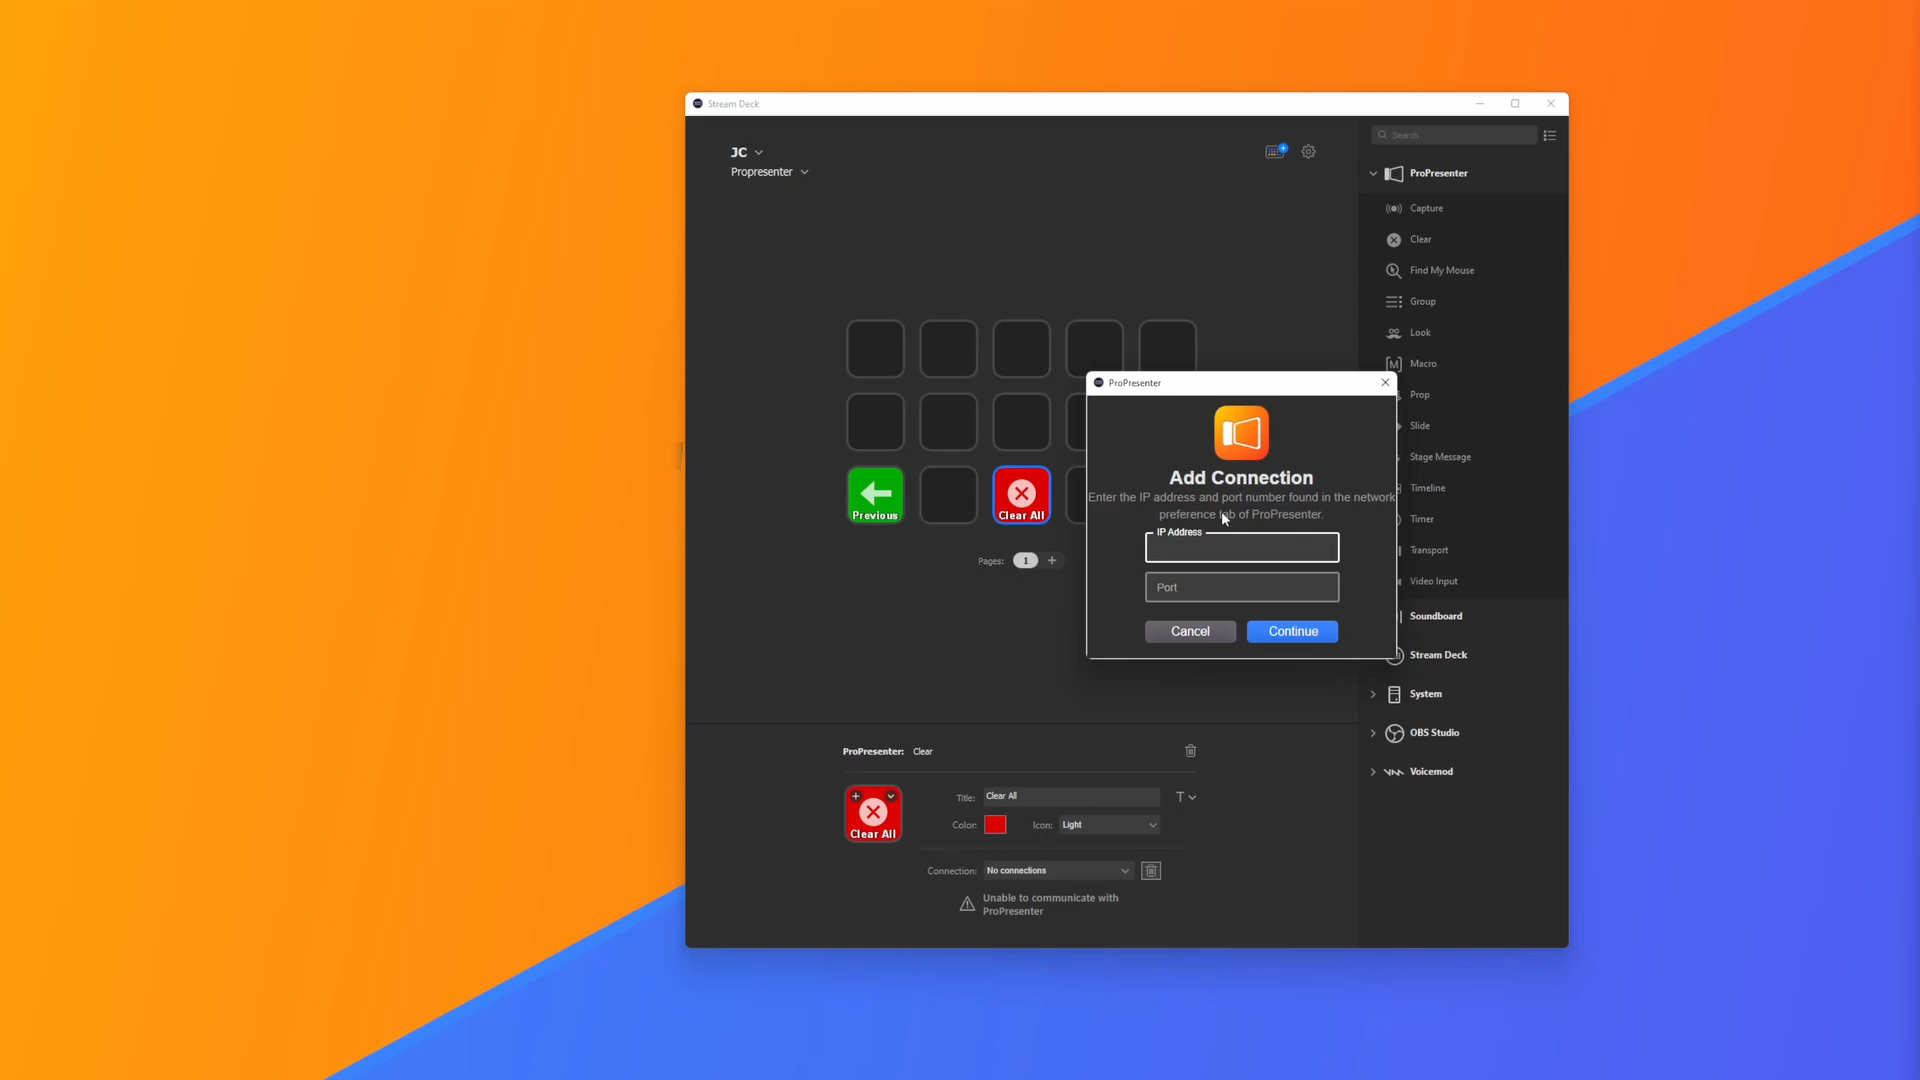 Stream Deck
JC
Propresenter
Search
ProPresenter
Capture
Clear
Find My Mouse
Group
Look
Macro
Prop
Slide
Stage Message
Timeline
Timer
Transport
Video Input
Soundboard
Stream Deck
System
OBS Studio
Voicemod
Previous
Clear All
Pages:
1
ProPresenter
Add Connection
Enter the IP address and port number found in the network
preference tab of ProPresenter.
IP Address
Port
Cancel
Continue
ProPresenter: Clear
Clear All
Title: Clear All
T
Color:
Icon: Light
Connection: No connections
Unable to communicate with
ProPresenter